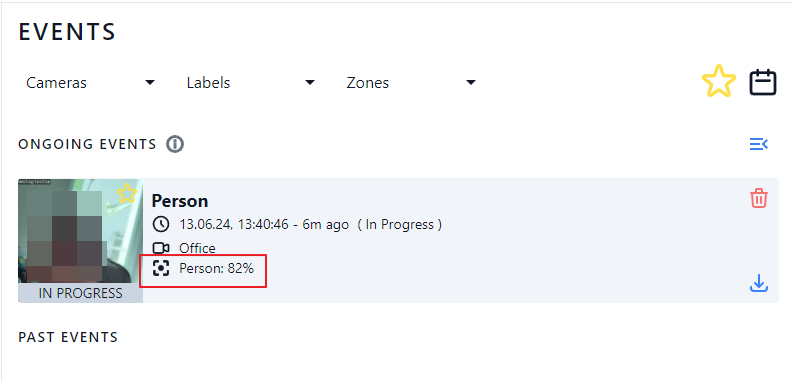 EVENTS
Cameras Labels Zones
ONGOING EVENTS
Person
13.06.24, 13:40:46 - 6m ago ( In Progress )
Office
Person: 82%
IN PROGRESS
PAST EVENTS